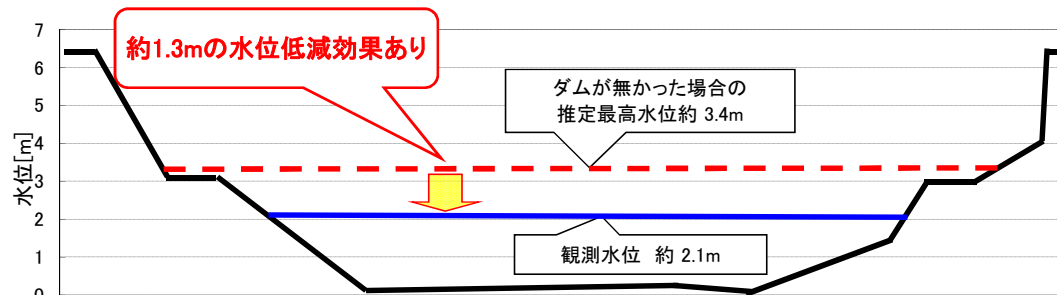 約1.3mの水位低減効果あり
ダムが無かった場合の
推定最高水位約 3.4m
観測水位 約 2.1m
水位[m]
7
6
5
4
3
2
1
0